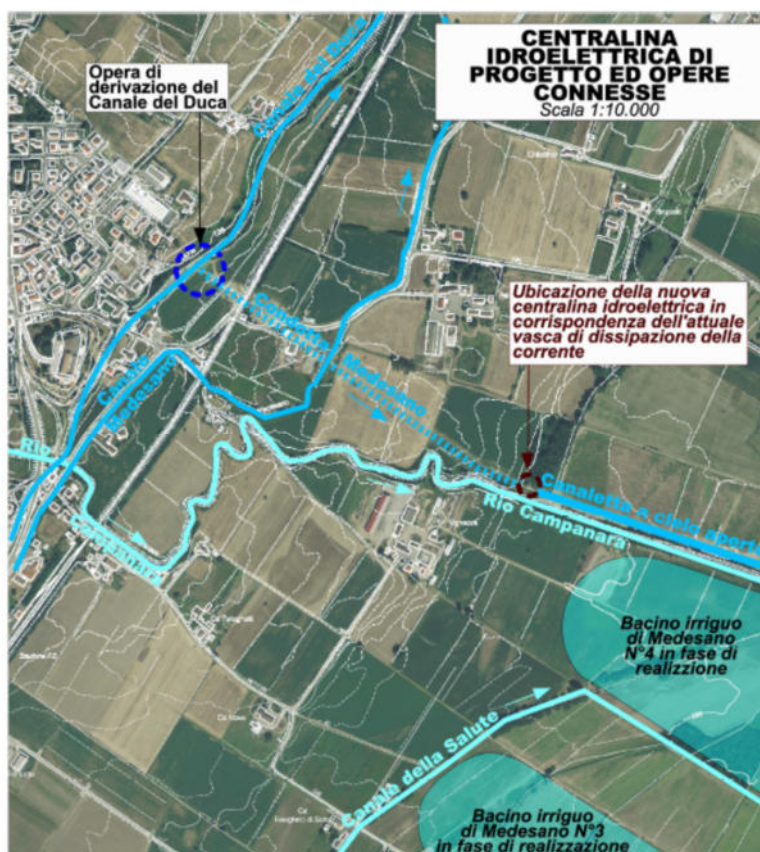 CENTRALINA
IDROELETTRICA DI
PROGETTO ED OPERE
CONNESSE
Scala 1:10.000
Opera di
derivazione del
Canale del Duca
Canale del Duca
Ubicazione della nuova
centralina idroelettrica in
corrispondenza dell'attuale
vasca di dissipazione della
corrente
Condotta Medesano
Canale
Rio
Campanara
Canaletta a cielo aperto
Rio Campanara
Bacino irriguo
di Medesano
N°4 in fase di
realizzione
Canale della Salute
Bacino irriguo
di Medesano N°3
in fase di realizzazione